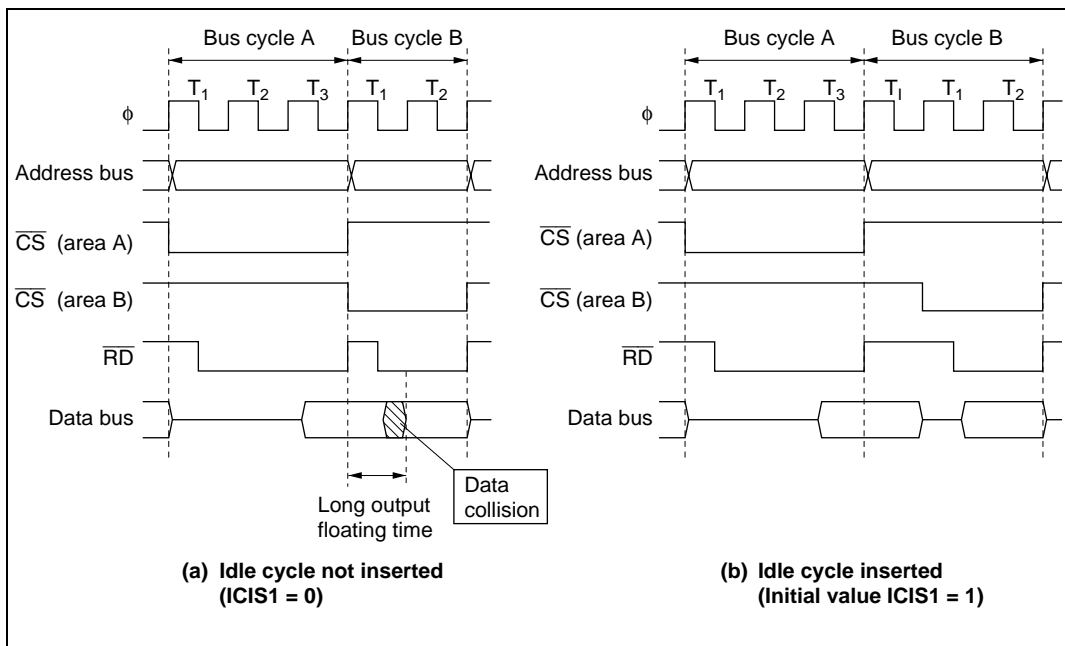 Bus cycle A
Bus cycle B
T1 T2 T3 T1 T2
ϕ
Address bus
CS (area A)
CS (area B)
RD
Data bus
Long output
floating time
Data
collision
(a) Idle cycle not inserted
(ICIS1 = 0)
Bus cycle A
Bus cycle B
T1 T2 T3 TI T1 T2
ϕ
Address bus
CS (area A)
CS (area B)
RD
Data bus
(b) Idle cycle inserted
(Initial value ICIS1 = 1)